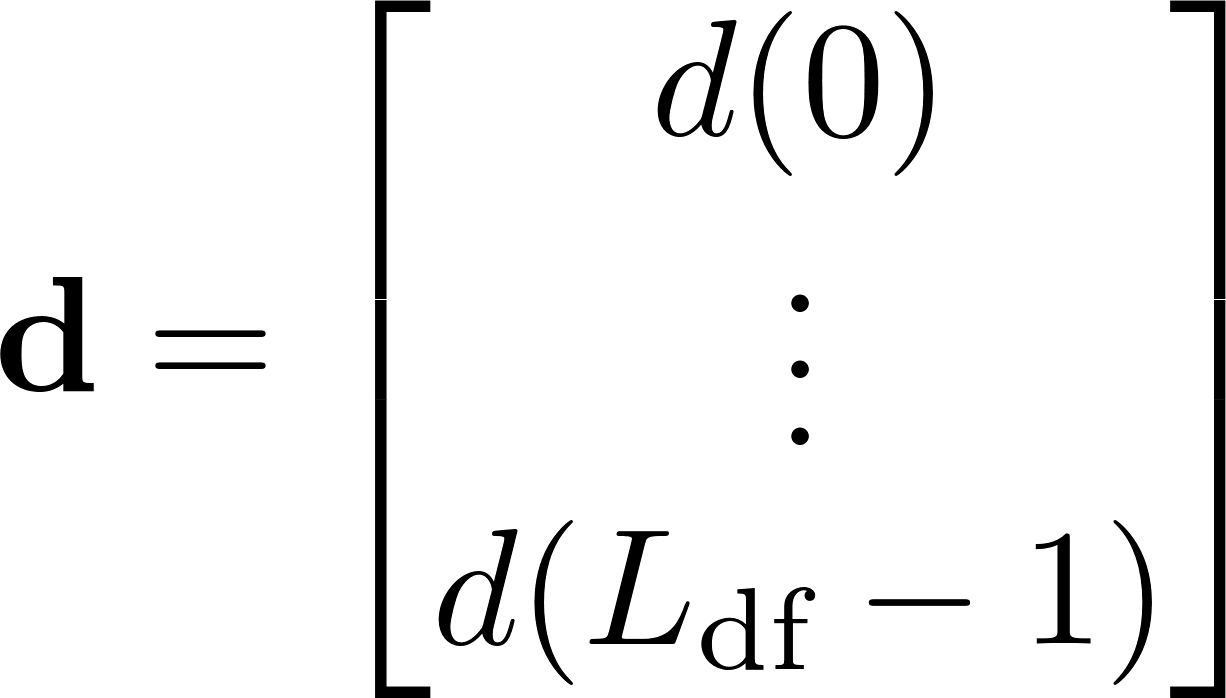 d(0)
d = ⋮
d(L_df − 1)